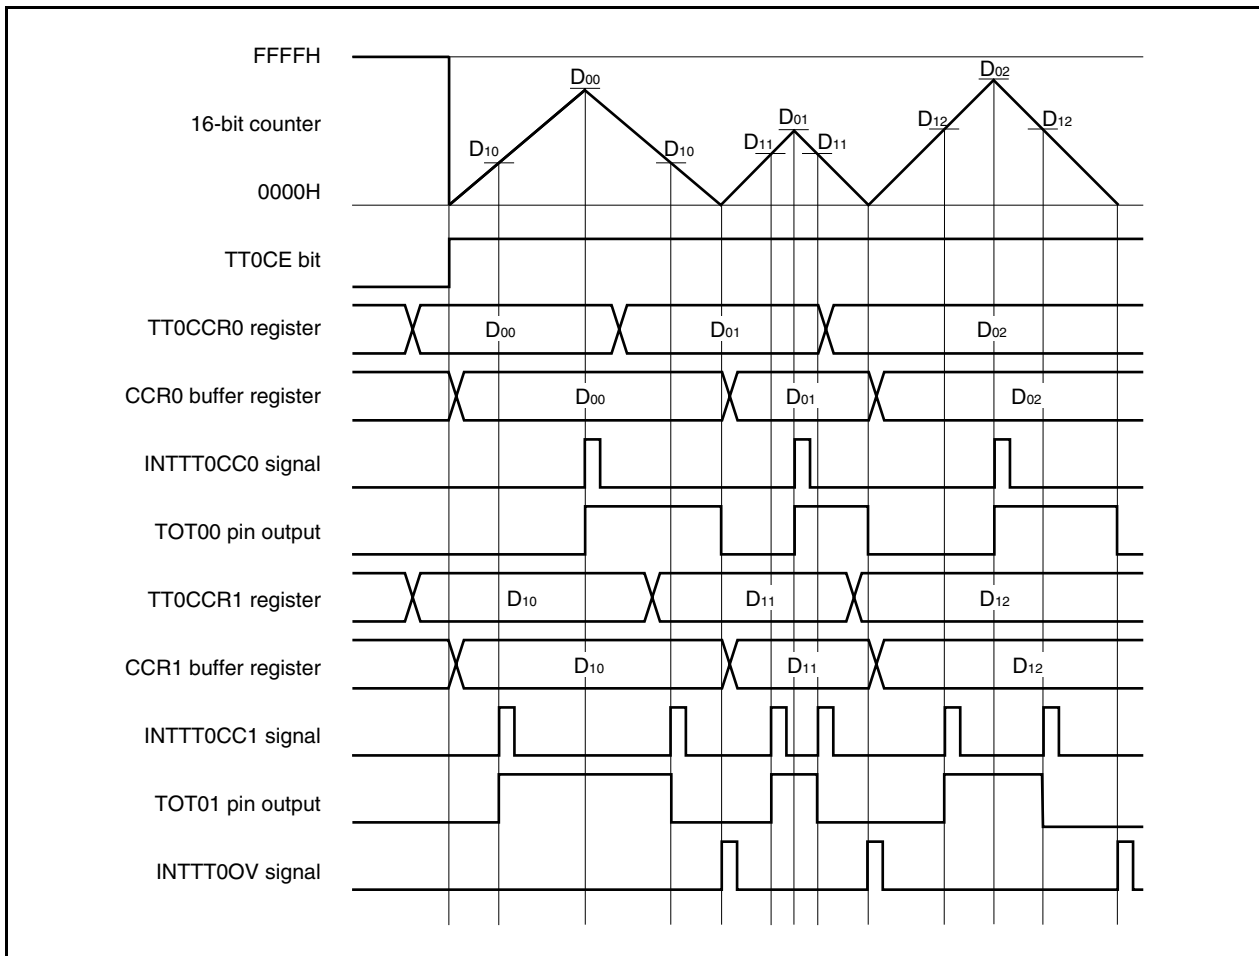 FFFFH
D00
D02
16-bit counter
D10
D10
D11
D01
D11
D12
D12
0000H
TT0CE bit
TT0CCR0 register
D00
D01
D02
CCR0 buffer register
D00
D01
D02
INTTT0CC0 signal
TOT00 pin output
TT0CCR1 register
D10
D11
D12
CCR1 buffer register
D10
D11
D12
INTTT0CC1 signal
TOT01 pin output
INTTT0OV signal